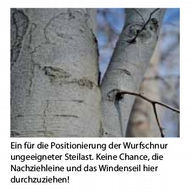 Ein für die Positionierung der Wurfschnur
ungeeigneter Steilast. Keine Chance, die
Nachziehleine und das Windenseil hier
durchzuziehen!